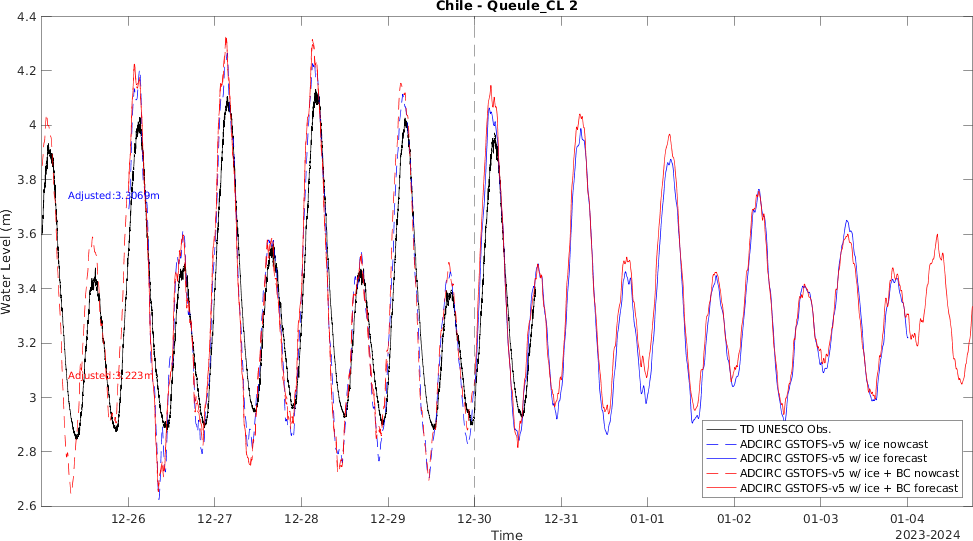 Chile - Queule_CL 2
4.4
4.2
4
3.8
3.6
3.4
3.2
3
2.8
2.6
Water Level (m)
Adjusted:3.3069m
Adjusted:3.223m
TD UNESCO Obs.
ADCIRC GSTOFS-v5 w/ ice nowcast
ADCIRC GSTOFS-v5 w/ ice forecast
ADCIRC GSTOFS-v5 w/ ice + BC nowcast
ADCIRC GSTOFS-v5 w/ ice + BC forecast
12-26 12-27 12-28 12-29 12-30 12-31 01-01 01-02 01-03 01-04
Time
2023-2024